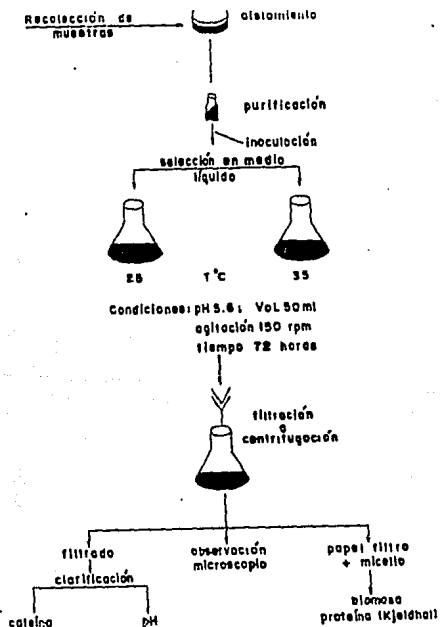 Recolección de muestras
aislamiento
purificación
inoculación
selección en medio
líquido
28 T°C 35
Condiciones: pH 5.6; Vol. 50 ml
agitación 150 rpm
tiempo 72 horas
filtración
o
centrifugación
filtrado
observación
microscopio
papel filtro
+ micelio
clarificación
biomasa
proteína (Kjeldhal)
cafeína
pH